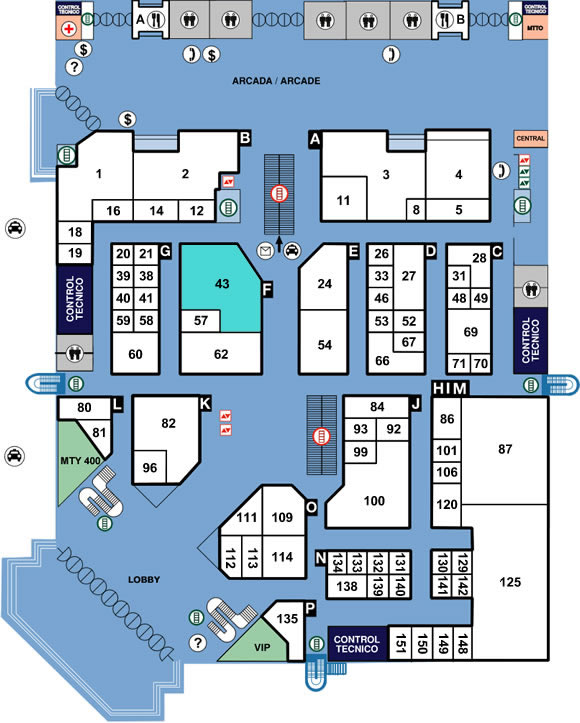 CONTROL
TECNICO
A
B
CONTROL
TECNICO
MTTO
$
?
$
ARCADA / ARCADE
$
B
A
CENTRAL
1
2
3
4
11
16
14
12
8
5
18
19
G
F
E
D
C
20
21
39
38
40
41
59
58
60
43
57
62
24
54
26
33
27
46
53
52
67
66
28
31
48
49
69
71
70
CONTROL
TECNICO
CONTROL
TECNICO
L
K
J
H I M
80
81
MTY 400
82
96
84
93
92
99
100
86
101
106
120
87
O
111
109
112
113
114
N
134
133
132
131
138
139
140
130
129
141
142
125
LOBBY
P
135
?
VIP
CONTROL
TECNICO
151
150
149
148